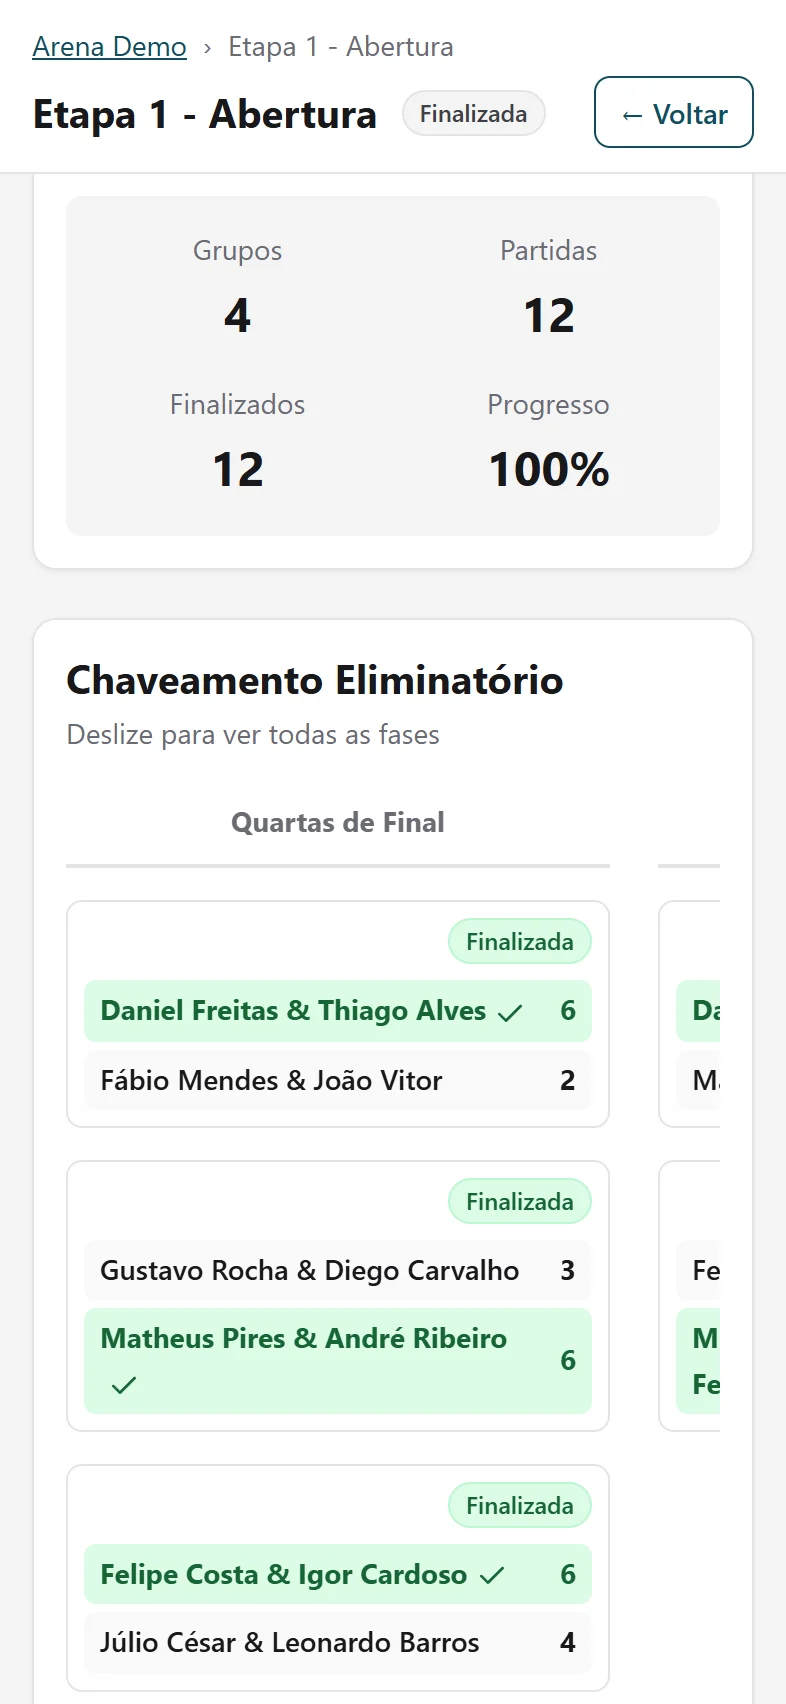 Arena Demo › Etapa 1 - Abertura
Etapa 1 - Abertura
Finalizada
← Voltar
Grupos
4
Partidas
12
Finalizados
12
Progresso
100%
Chaveamento Eliminatório
Deslize para ver todas as fases
Quartas de Final
Finalizada
Daniel Freitas & Thiago Alves ✓ 6
Fábio Mendes & João Vitor 2
Finalizada
Gustavo Rocha & Diego Carvalho 3
Matheus Pires & André Ribeiro ✓ 6
Finalizada
Felipe Costa & Igor Cardoso ✓ 6
Júlio César & Leonardo Barros 4
Da
Fe
M
Fe